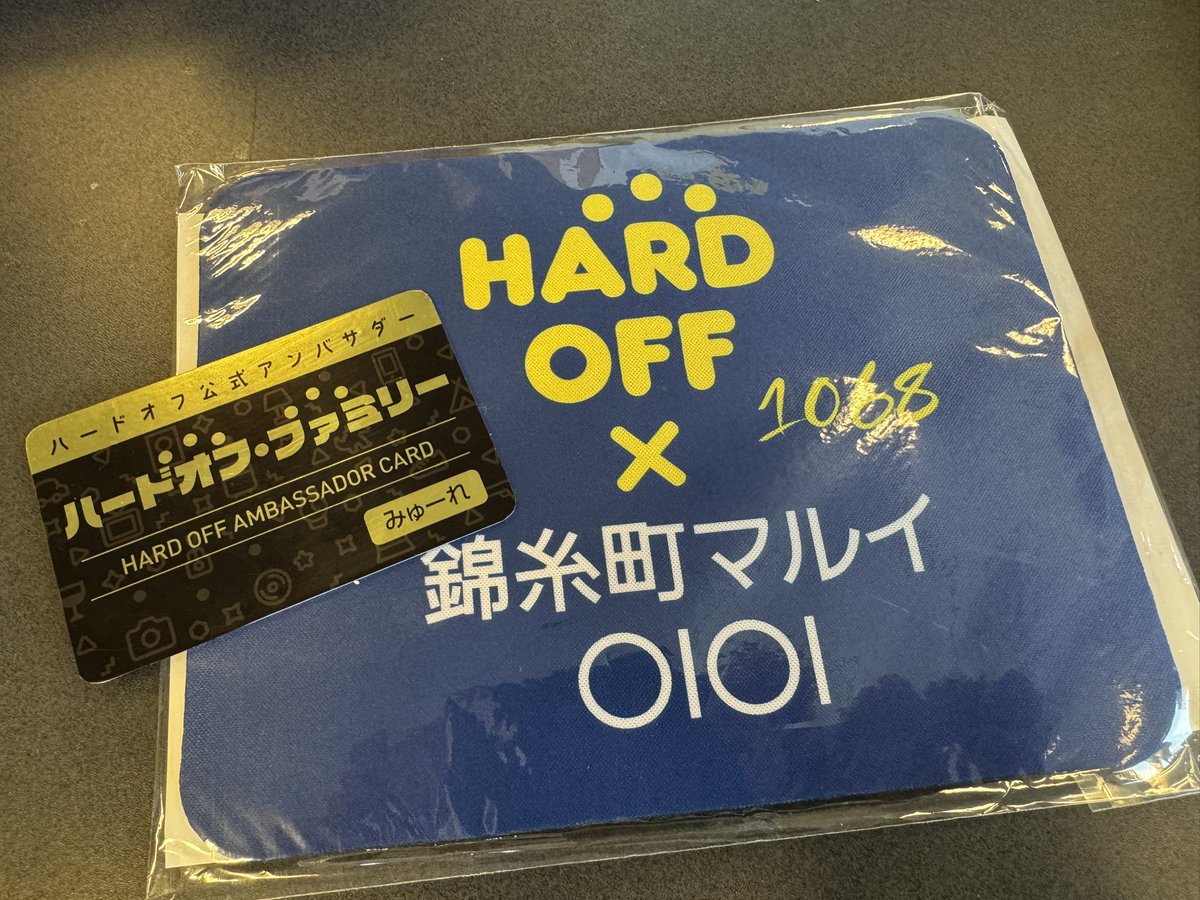 HARD
OFF
1068
×
錦糸町マルイ
OIOI
ハードオフ公式アンバサダー
ハードオフ・ファミリー
HARD OFF AMBASSADOR CARD
みゅーれ